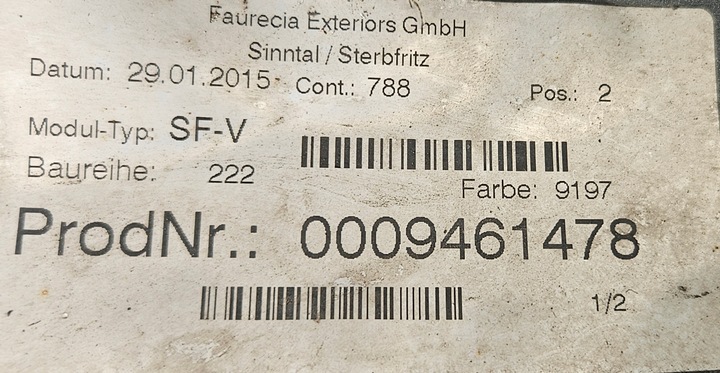 Faurecia Exteriors GmbH
Sinntal / Sterbfritz
Datum: 29.01.2015 Cont.: 788 Pos.: 2
Modul-Typ: SF-V
Baureihe: 222 Farbe: 9197
ProdNr.: 0009461478
1/2